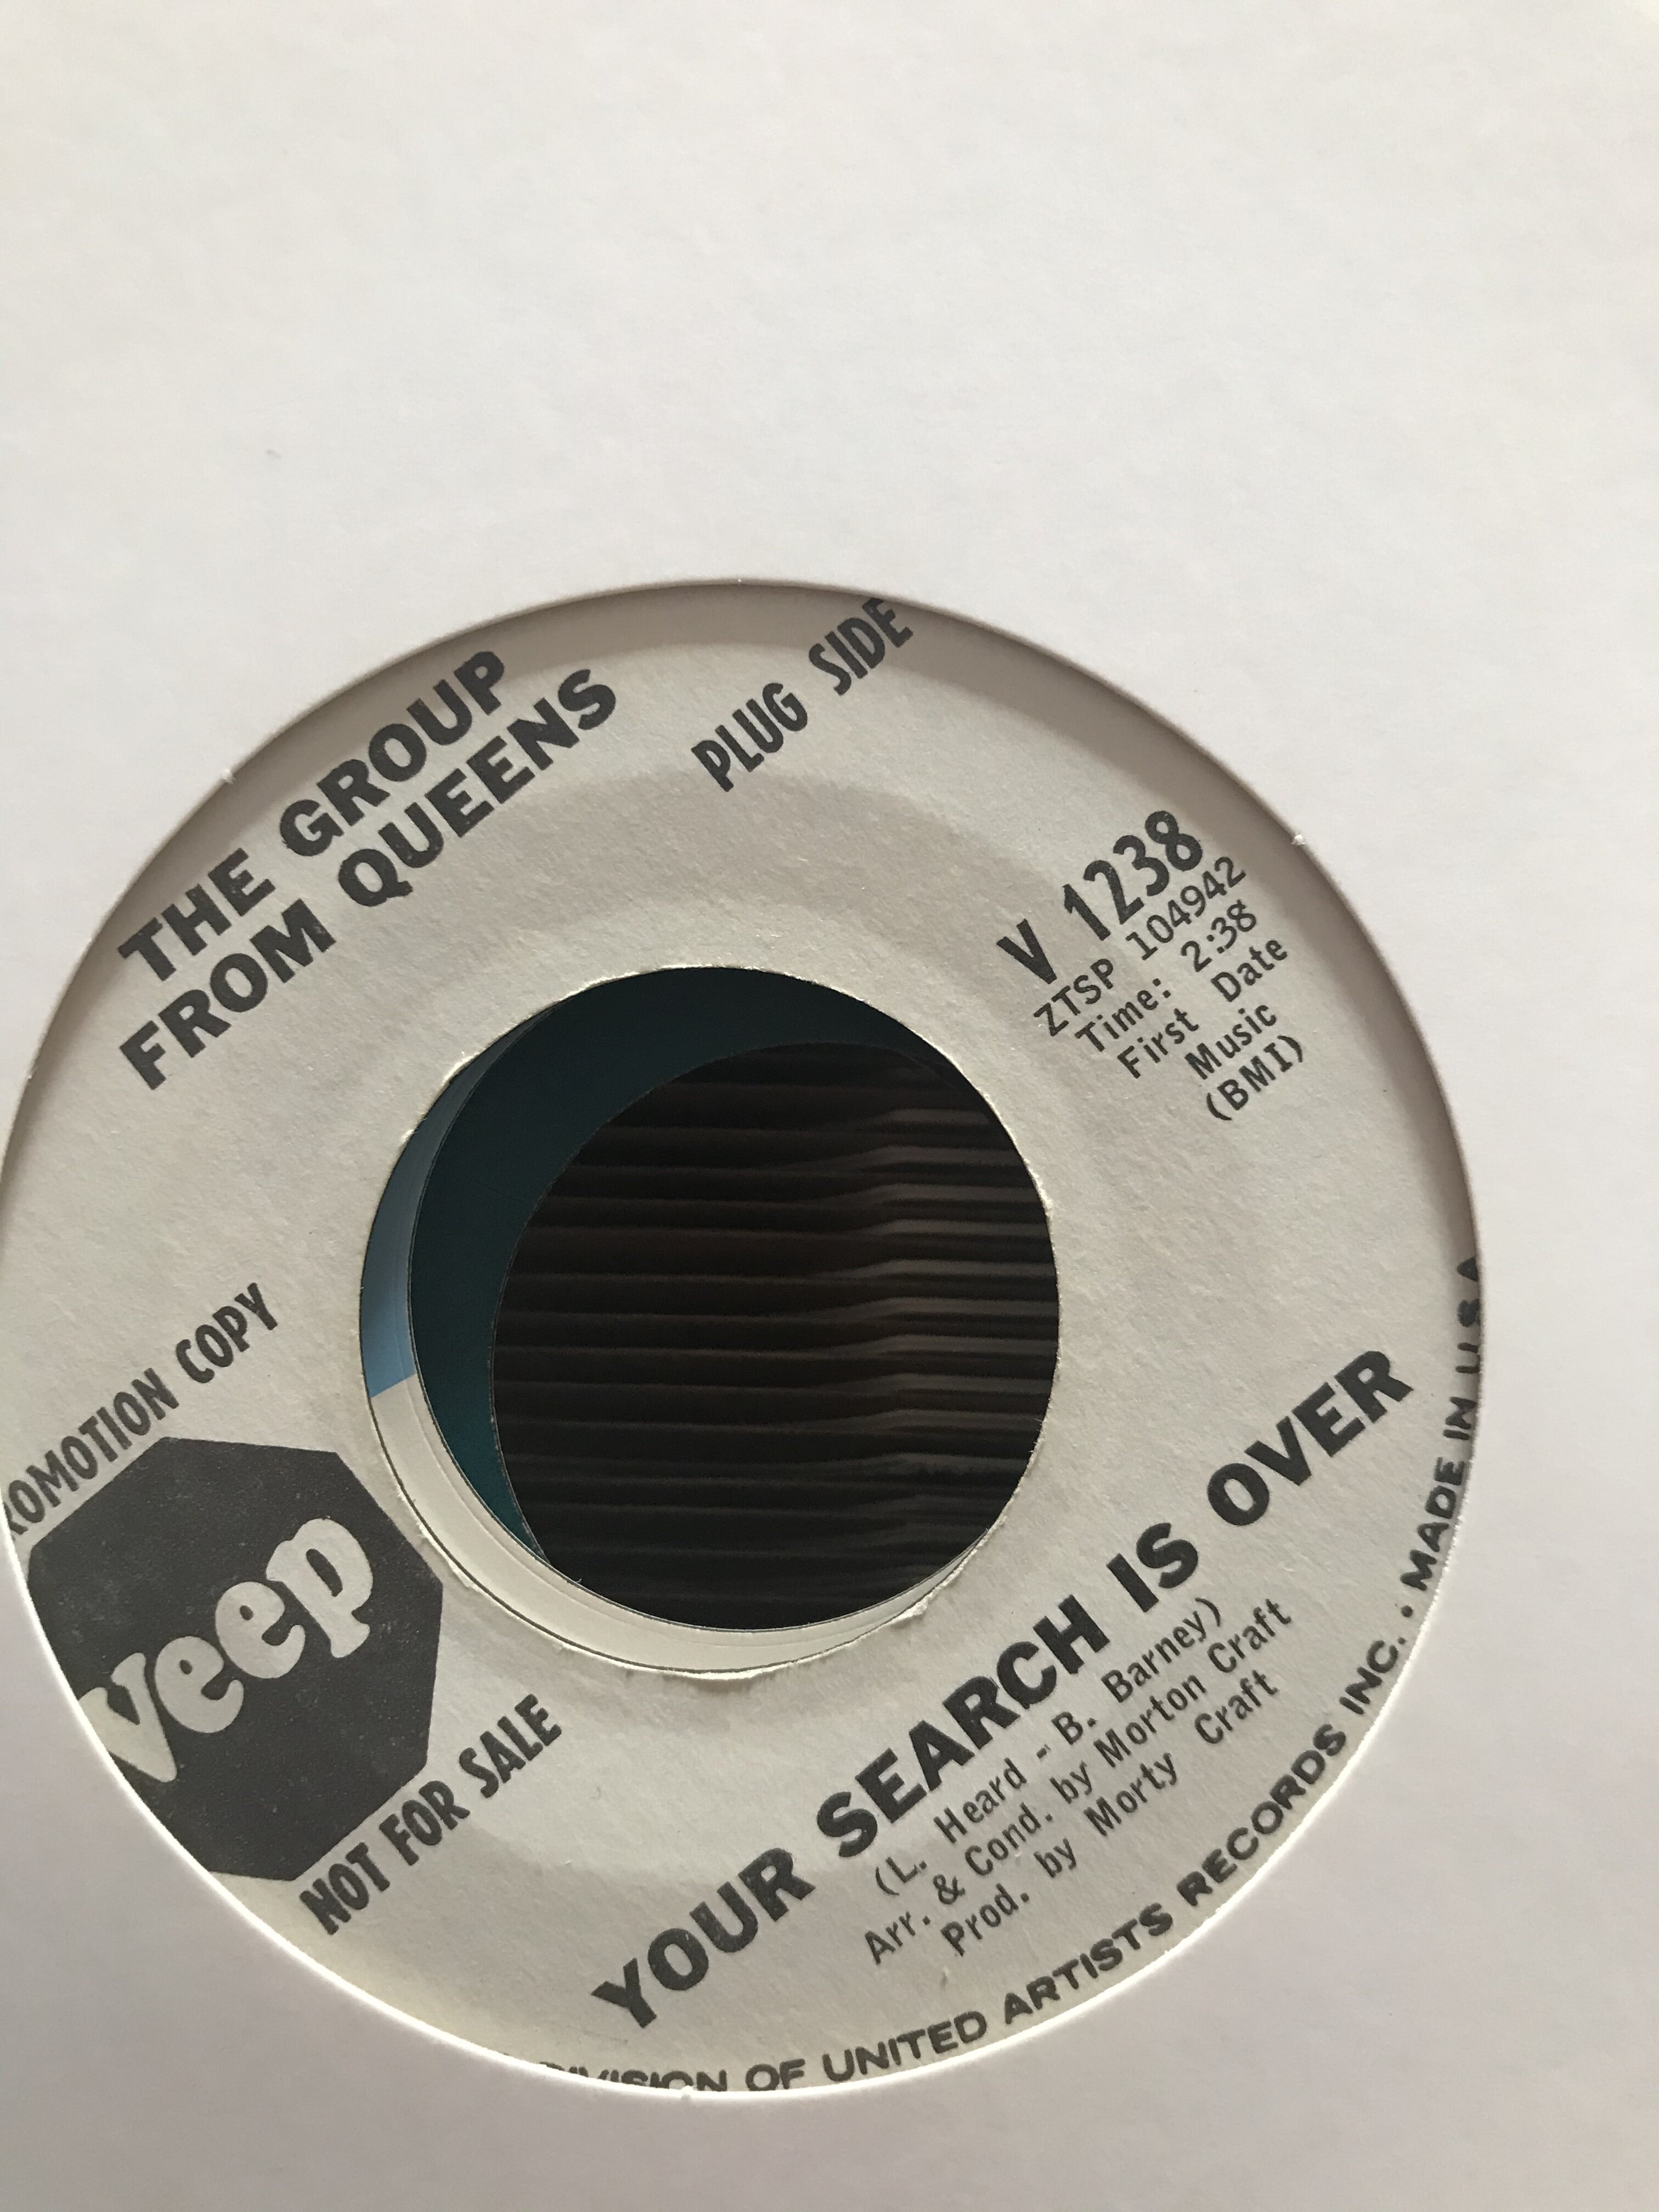 THE GROUP
FROM QUEENS
PLUG SIDE
V 1238
ZTSP 104942
Time: 2:38
First Date
Music
(BMI)
COPY
Veep
NOT FOR SALE
YOUR SEARCH IS OVER
(L. Heard - B. Barney)
Arr. & Cond. by Morton Craft
Prod. by Morty Craft
DIVISION OF UNITED ARTISTS RECORDS INC. • MADE IN U.S.A